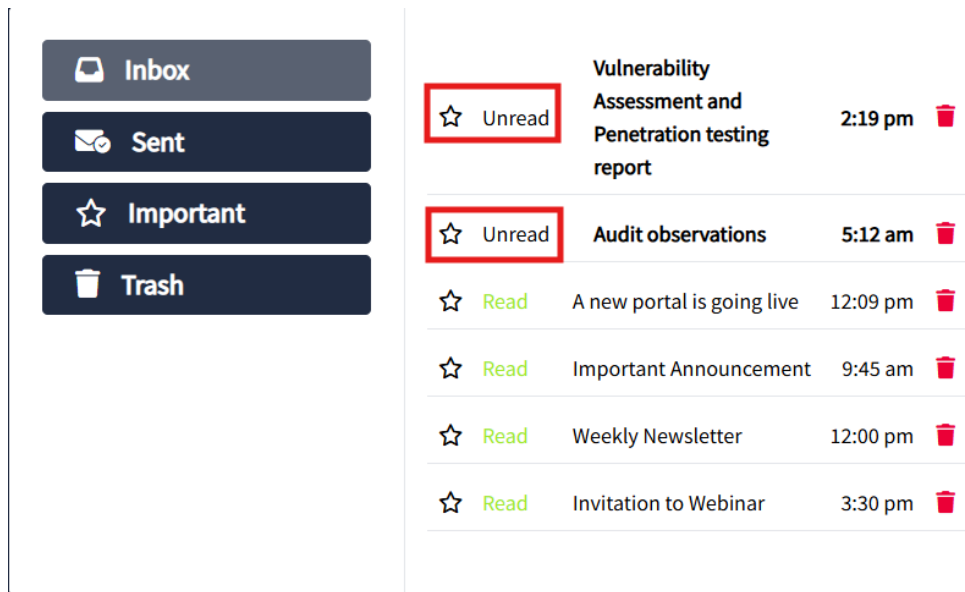 Inbox
Sent
Important
Trash
Unread
Vulnerability
Assessment and
Penetration testing
report
2:19 pm
Unread Audit observations 5:12 am
Read A new portal is going live 12:09 pm
Read Important Announcement 9:45 am
Read Weekly Newsletter 12:00 pm
Read Invitation to Webinar 3:30 pm